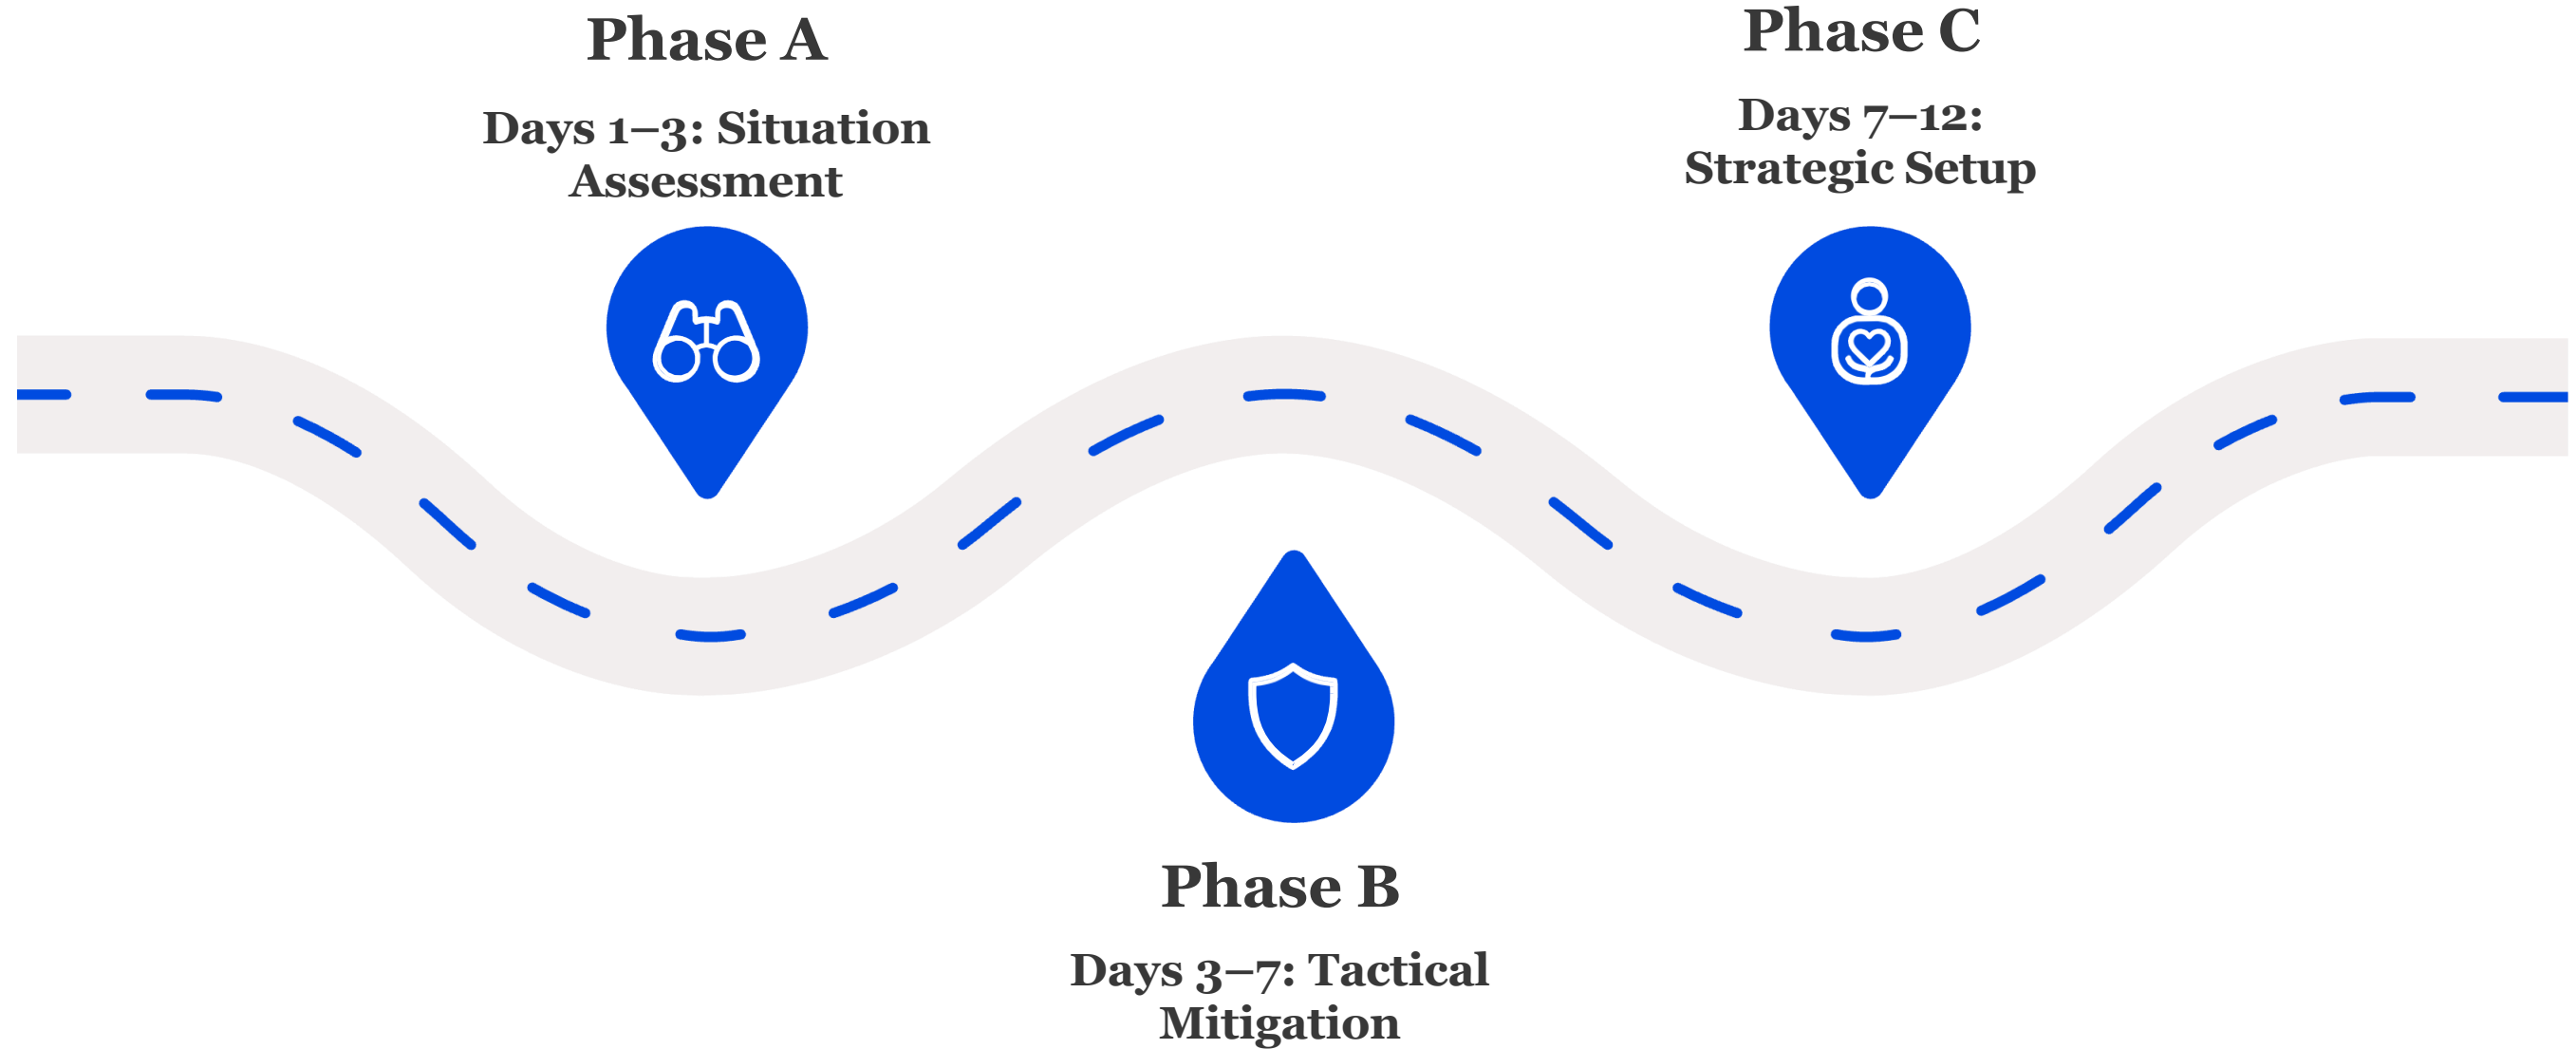 Phase A
Days 1–3: Situation
Assessment
Phase B
Days 3–7: Tactical
Mitigation
Phase C
Days 7–12:
Strategic Setup